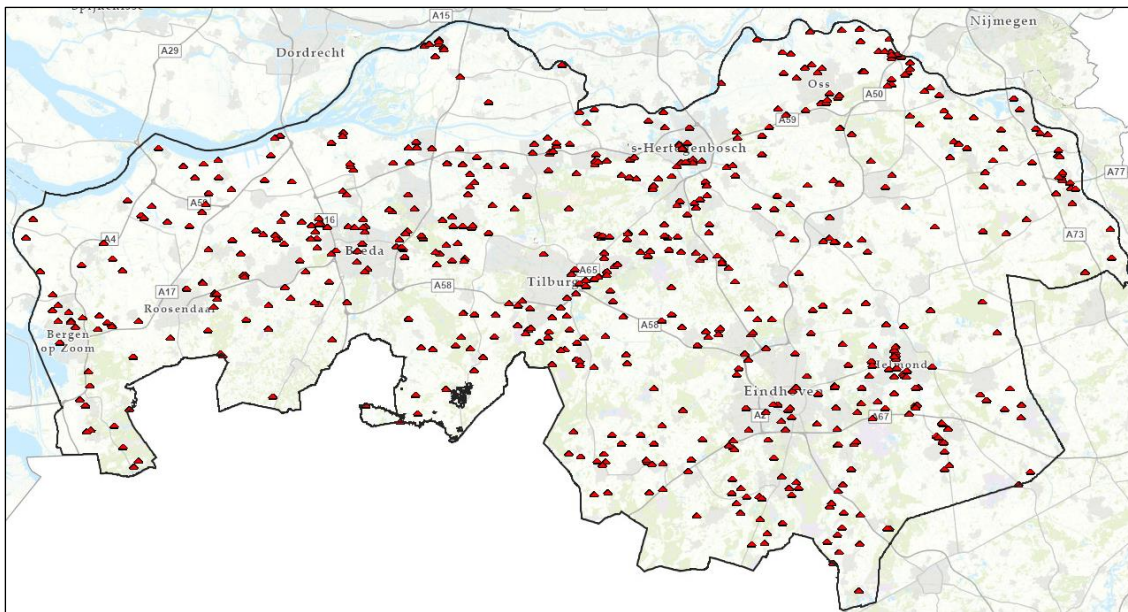 A15
Nijmegen
A29
Dordrecht
Oss
A50
A59
's-Hertogenbosch
A77
A59
A16
A4
Breda
A73
A65
A58
Tilburg
A17
Roosendaal
A58
Bergen
op Zoom
Helmond
Eindhoven
A2
A67